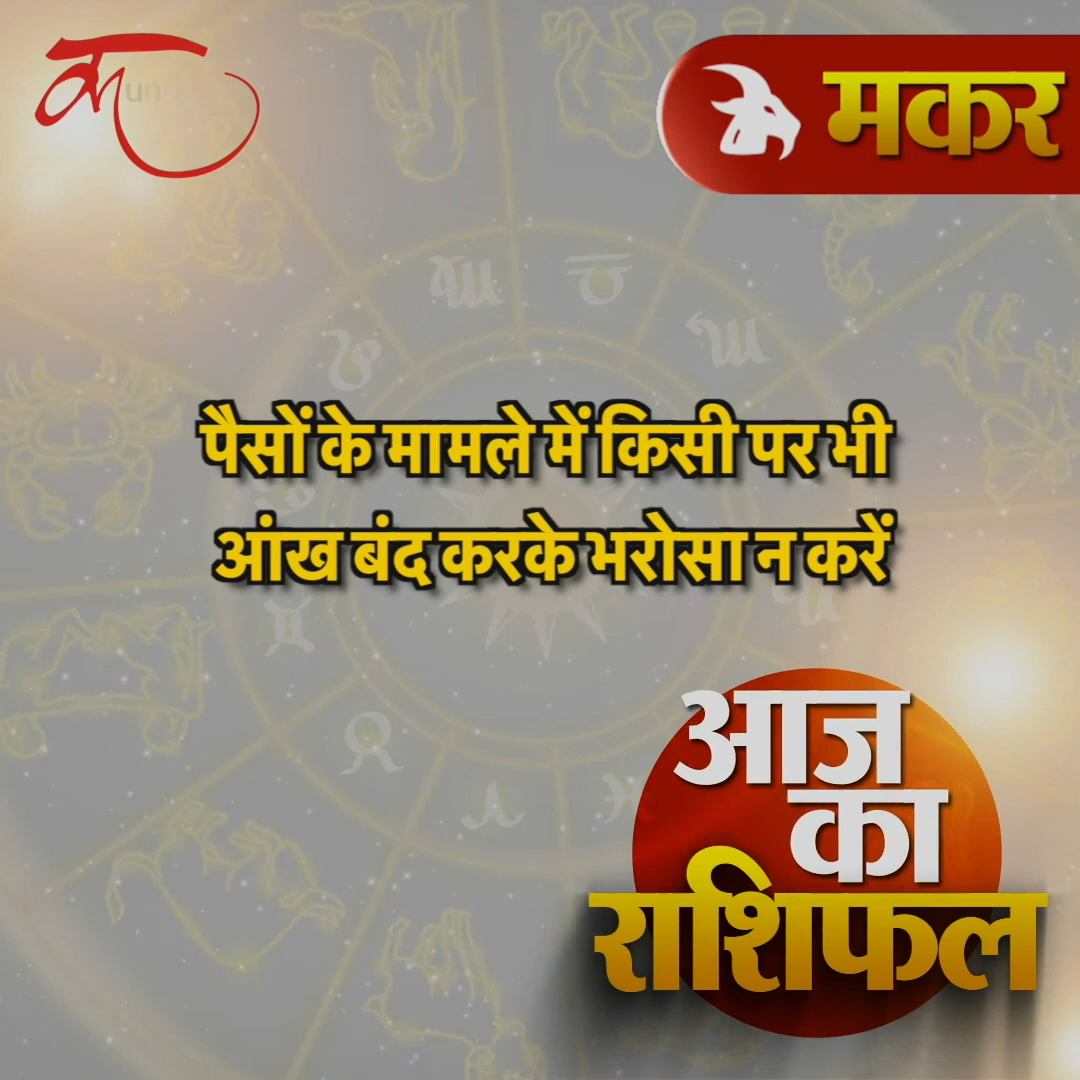 मकर
पैसों के मामले में किसी पर भी
आंख बंद करके भरोसा न करें
आज
का
राशिफल